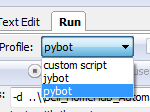 Text Edit Run
Profile: pybot
custom script
jybot
pybot
-d